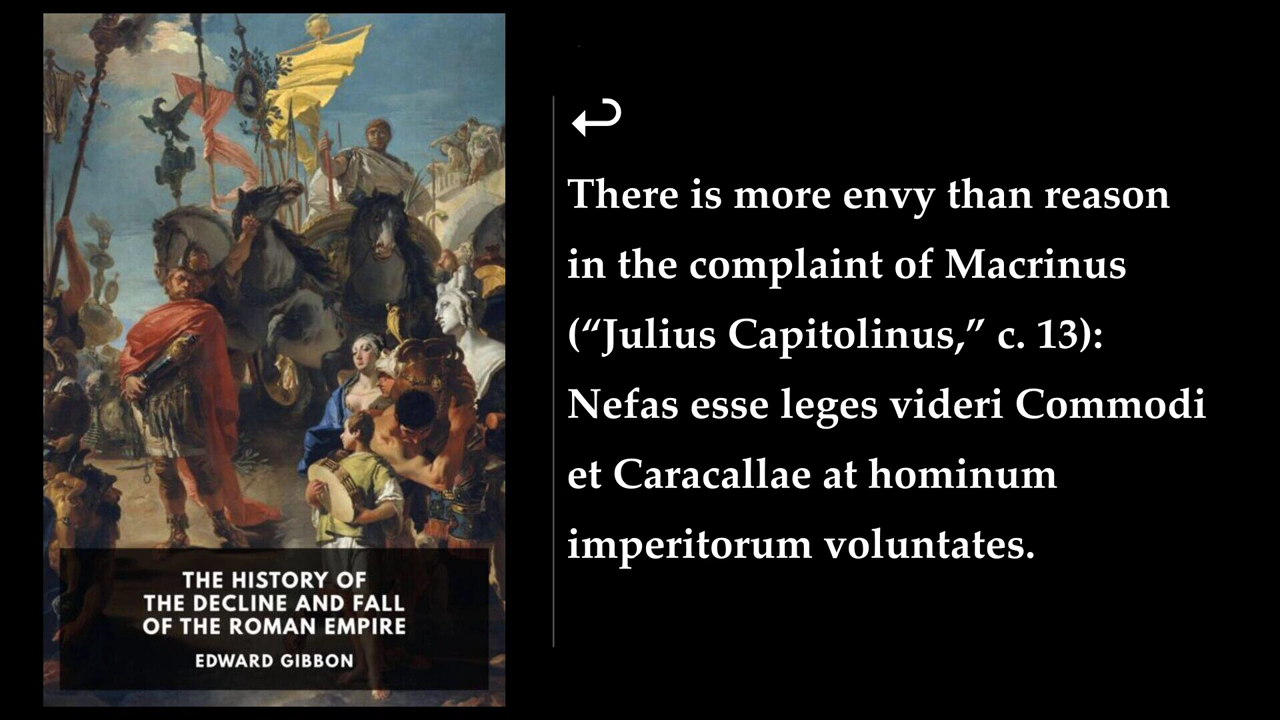 THE HISTORY OF
THE DECLINE AND FALL
OF THE ROMAN EMPIRE
EDWARD GIBBON
↩
There is more envy than reason
in the complaint of Macrinus
(“Julius Capitolinus,” c. 13):
Nefas esse leges videri Commodi
et Caracallae at hominum
imperitorum voluntates.